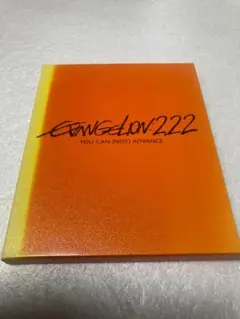 EVANGELION:2.22
YOU CAN (NOT) ADVANCE.